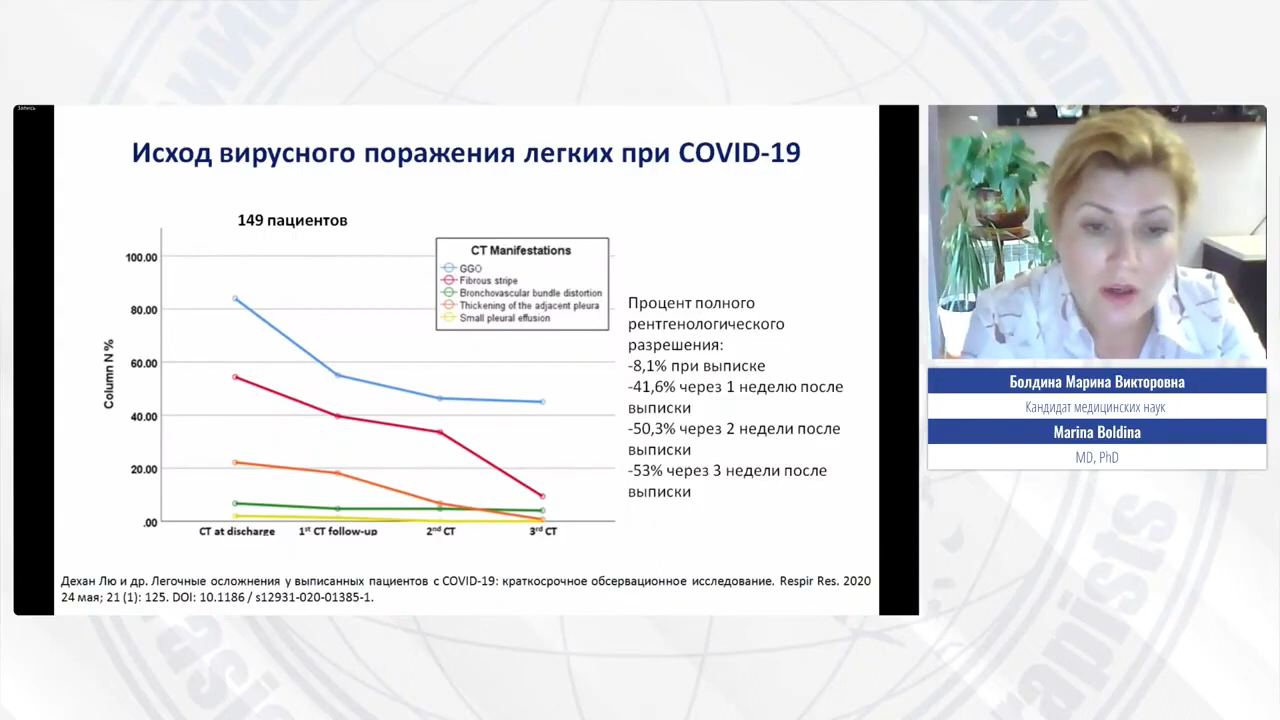 Запись
Исход вирусного поражения легких при COVID-19
149 пациентов
CT Manifestations
GGO
Fibrous stripe
Bronchovascular bundle distortion
Thickening of the adjacent pleura
Small pleural effusion
Column N %
100.00
80.00
60.00
40.00
20.00
.00
CT at discharge 1st CT follow-up 2nd CT 3rd CT
Процент полного
рентгенологического
разрешения:
-8,1% при выписке
-41,6% через 1 неделю после
выписки
-50,3% через 2 недели после
выписки
-53% через 3 недели после
выписки
Дехан Лю и др. Легочные осложнения у выписанных пациентов с COVID-19: краткосрочное обсервационное исследование. Respir Res. 2020
24 мая; 21 (1): 125. DOI: 10.1186 / s12931-020-01385-1.
Болдина Марина Викторовна
Кандидат медицинских наук
Marina Boldina
MD, PhD